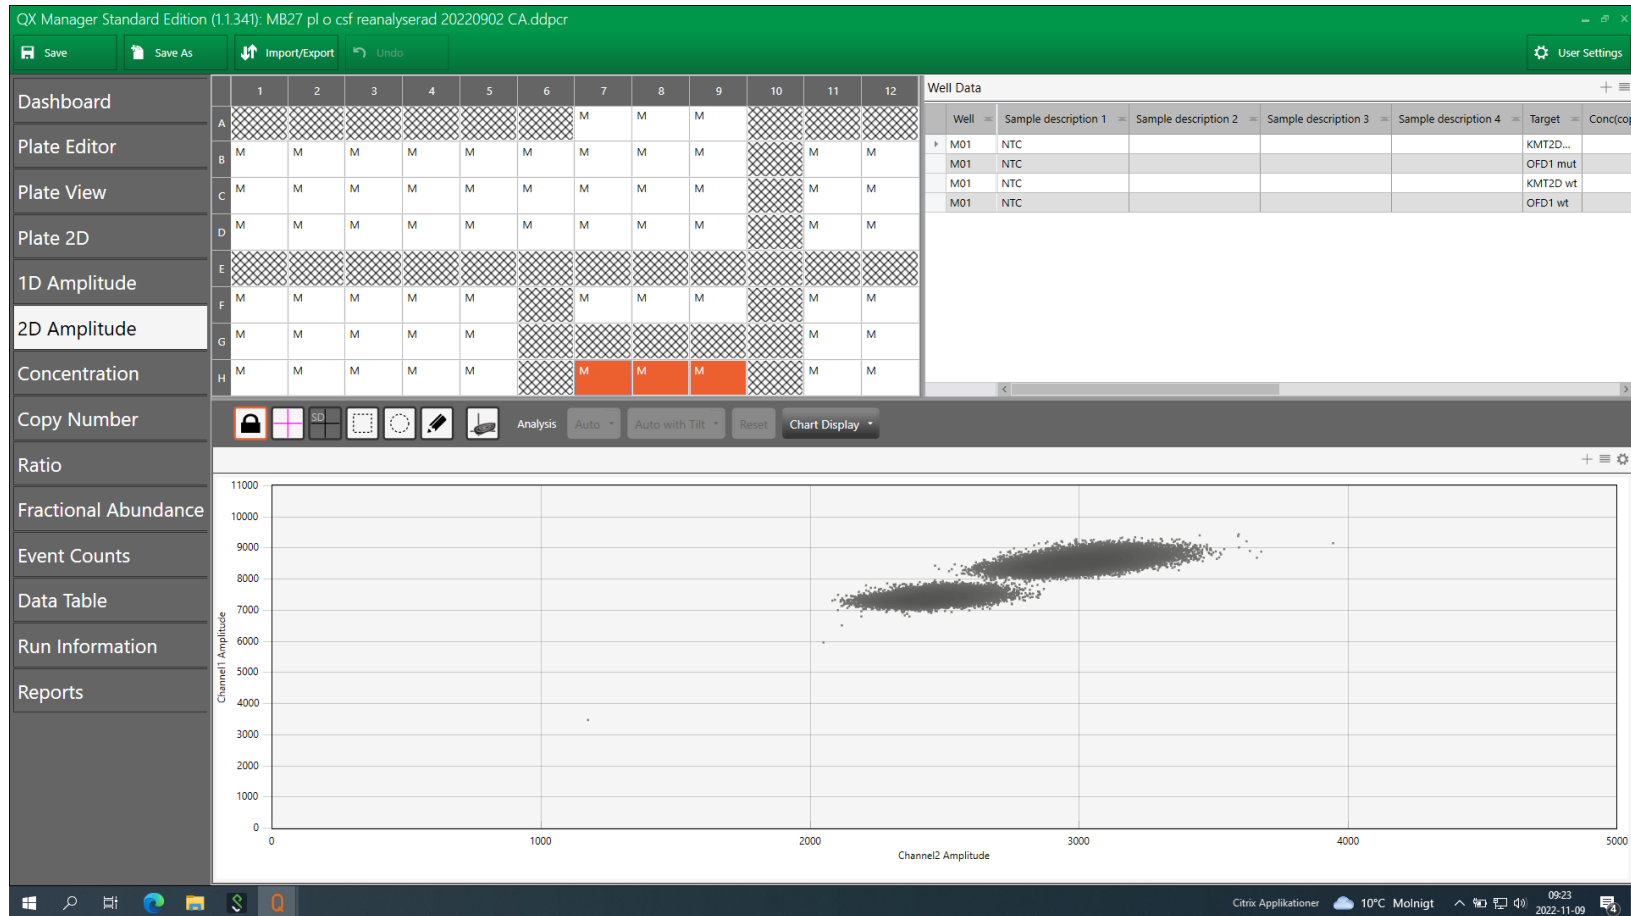 QX Manager Standard Edition (1.1.341): MB27 pl o csf reanalyserad 20220902 CA.ddpcr
Save
Save As
Import/Export
Undo
User Settings
Dashboard
Plate Editor
Plate View
Plate 2D
1D Amplitude
2D Amplitude
Concentration
Copy Number
Ratio
Fractional Abundance
Event Counts
Data Table
Run Information
Reports
1 2 3 4 5 6 7 8 9 10 11 12
A M M M
B M M M M M M M M M M M
C M M M M M M M M M M M
D M M M M M M M M M M M
E
F M M M M M M M M M M
G M M M M M M M
H M M M M M M M M M M
Well Data
Well Sample description 1 Sample description 2 Sample description 3 Sample description 4 Target Conc(cop
M01 NTC KMT2D...
M01 NTC OFD1 mut
M01 NTC KMT2D wt
M01 NTC OFD1 wt
SD
Analysis
Auto
Auto with Tilt
Reset
Chart Display
11000
10000
9000
8000
7000
6000
5000
4000
3000
2000
1000
0
Channel1 Amplitude
0 1000 2000 3000 4000 5000
Channel2 Amplitude
Citrix Applikationer
10°C Molnigt
09:23
2022-11-09
4